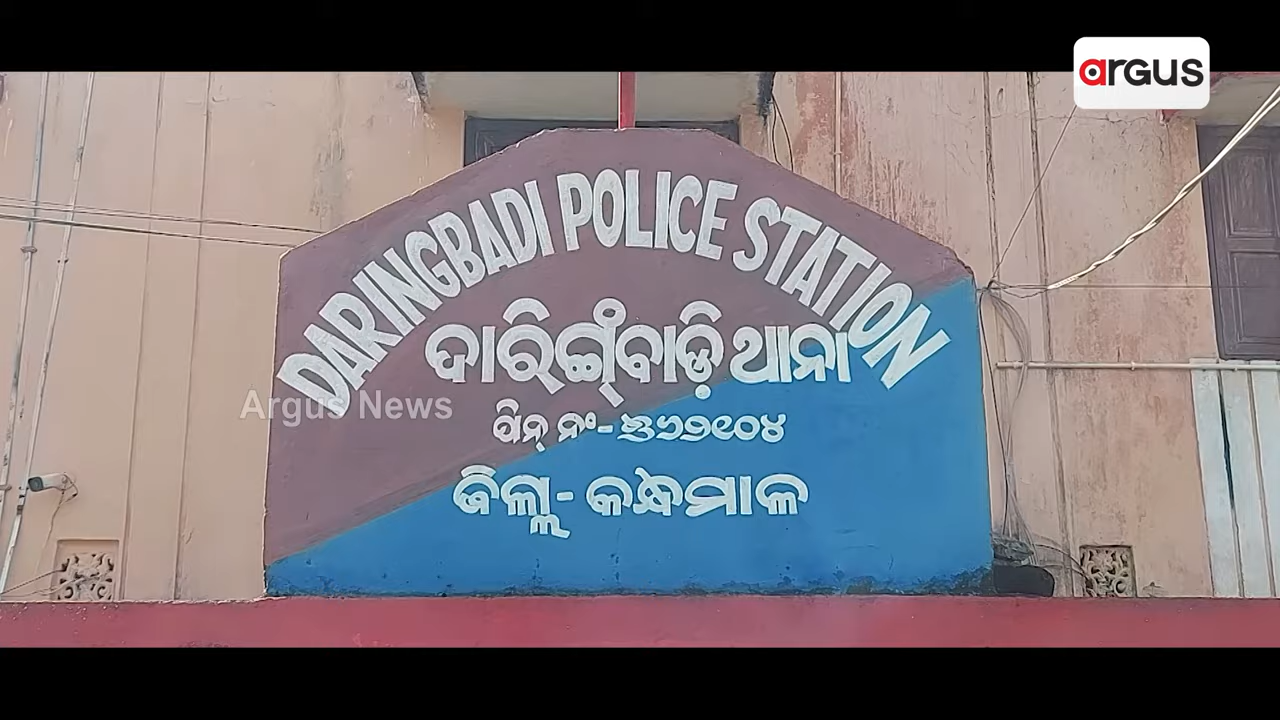 argus
DARINGBADI POLICE STATION
ଦାରିଙ୍ଗ୍‌ବାଡ଼ି ଥାନା
Argus News
ପିନ୍ ନଂ- ୭୬୨୧୦୪
ଜିଲ୍ଲା- କନ୍ଧମାଳ